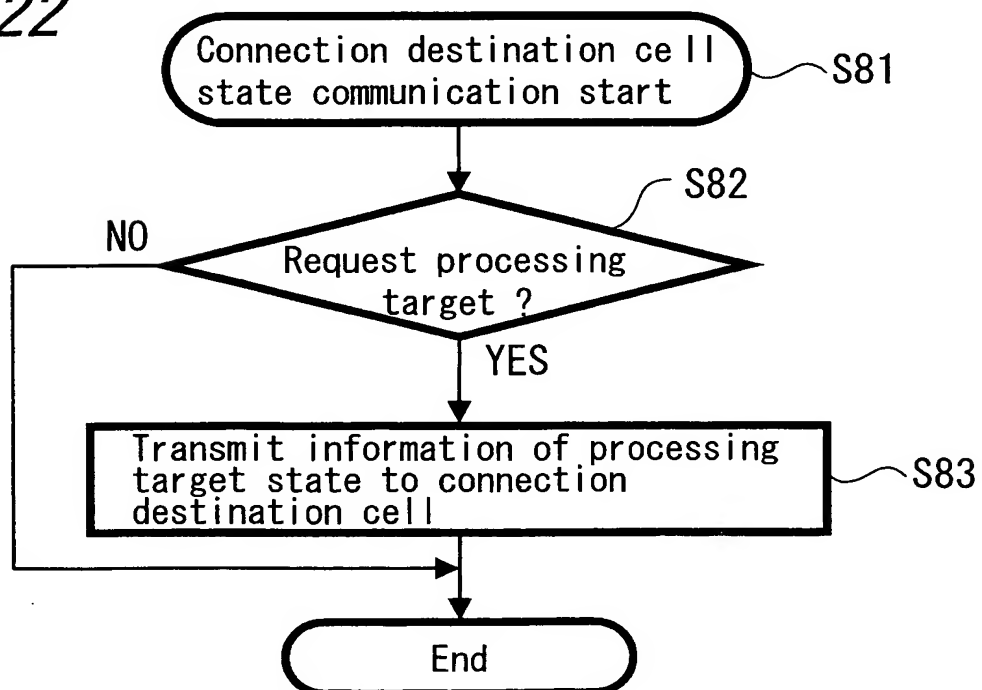 22
Connection destination cell
state communication start
S81
S82
NO
Request processing
target ?
YES
Transmit information of processing
target state to connection
destination cell
S83
End